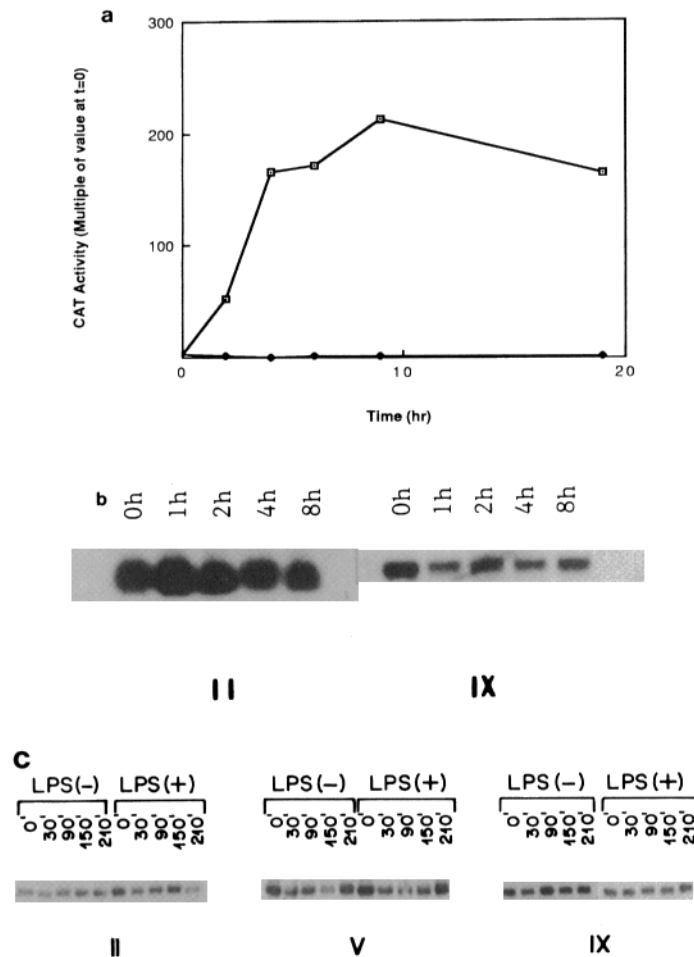 a
CAT Activity (Multiple of value at t=0)
300
200
100
0
10
20
Time (hr)
b
0h 1h 2h 4h 8h
0h 1h 2h 4h 8h
II
IX
C
LPS(-) LPS(+)
0' 30' 90' 150' 210' 0' 30' 90' 150' 210'
II
LPS(-) LPS(+)
0' 30' 90' 150' 210' 0' 30' 90' 150' 210'
V
LPS(-) LPS(+)
0' 30' 90' 150' 210' 0' 30' 90' 150' 210'
IX